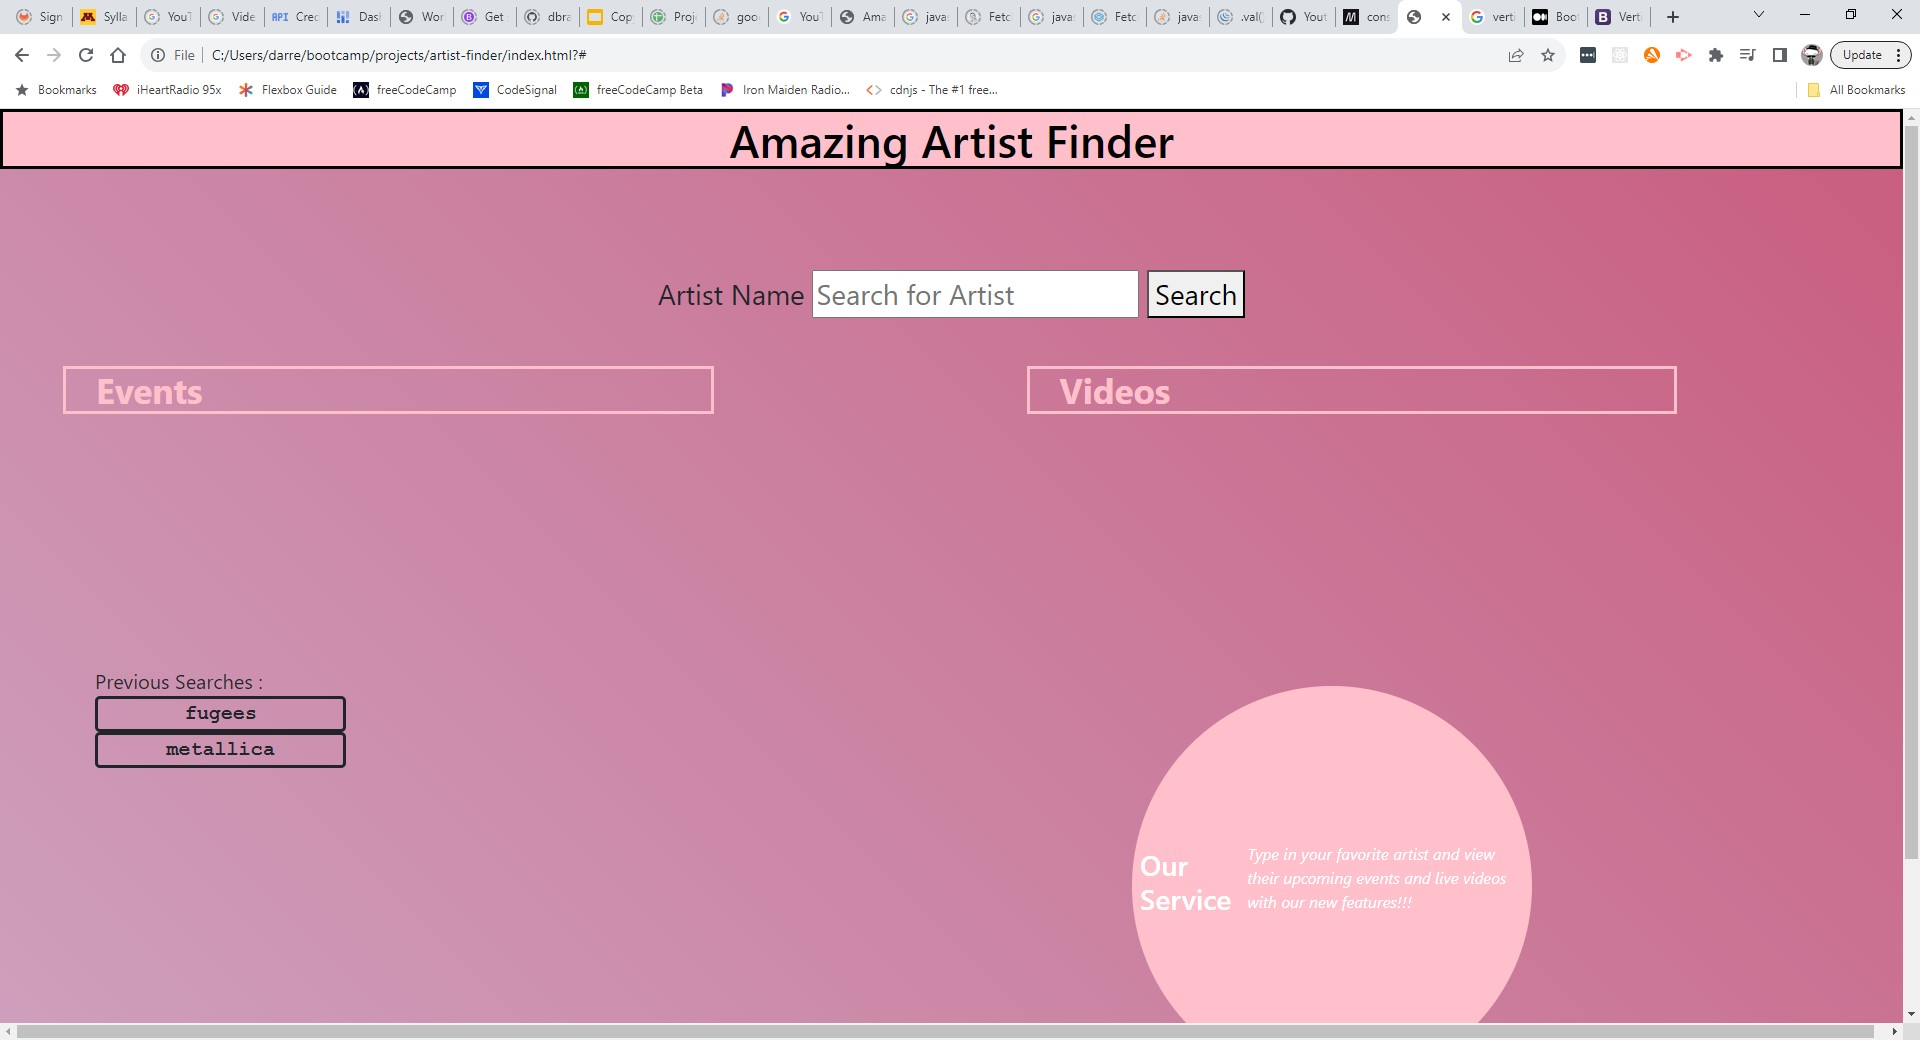 Sign
Sylla
YouT
Vide
API Crec
Dasl
Wor
Get
dbra
Cop
Proj
goo
YouT
Ama
java
Fetc
java
Fetc
java
.val()
Yout
M cons
verti
Boot
B Verti
File C:/Users/darre/bootcamp/projects/artist-finder/index.html?#
Update
Bookmarks
iHeartRadio 95x
Flexbox Guide
freeCodeCamp
CodeSignal
freeCodeCamp Beta
Iron Maiden Radio...
cdnjs - The #1 free...
All Bookmarks
Amazing Artist Finder
Artist Name Search for Artist Search
Events
Videos
Previous Searches :
fugees
metallica
Our
Service
Type in your favorite artist and view
their upcoming events and live videos
with our new features!!!